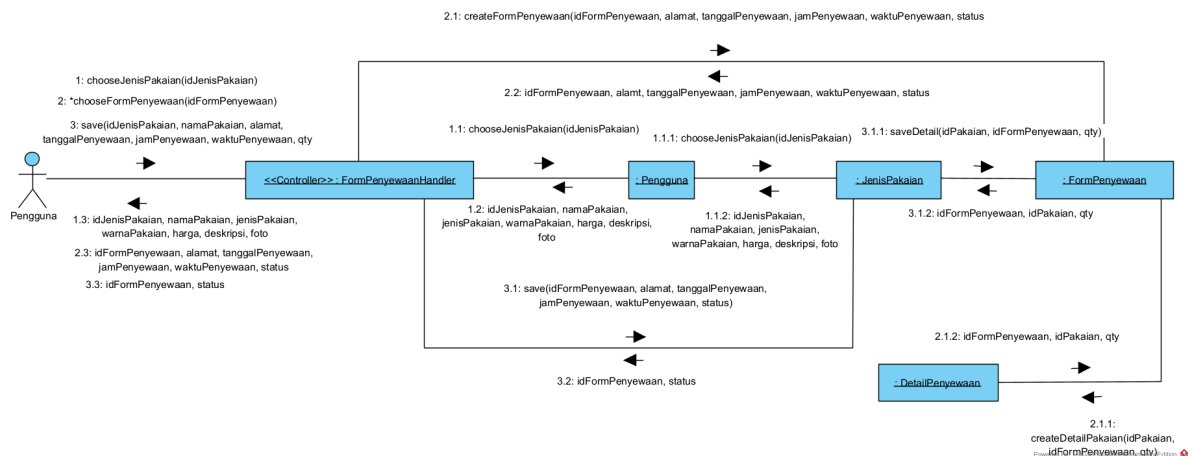 2.1: createFormPenyewaan(idFormPenyewaan, alamat, tanggalPenyewaan, jamPenyewaan, waktuPenyewaan, status
1: chooseJenisPakaian(idJenisPakaian)
2: *chooseFormPenyewaan(idFormPenyewaan)
3: save(idJenisPakaian, namaPakaian, alamat,
tanggalPenyewaan, jamPenyewaan, waktuPenyewaan, qty
2.2: idFormPenyewaan, alamt, tanggalPenyewaan, jamPenyewaan, waktuPenyewaan, status
1.1: chooseJenisPakaian(idJenisPakaian)
1.1.1: chooseJenisPakaian(idJenisPakaian)
3.1.1: saveDetail(idPakaian, idFormPenyewaan, qty)
Pengguna
<<Controller>> : FormPenyewaanHandler
: Pengguna
: JenisPakaian
: FormPenyewaan
1.3: idJenisPakaian, namaPakaian, jenisPakaian,
warnaPakaian, harga, deskripsi, foto
2.3: idFormPenyewaan, alamat, tanggalPenyewaan,
jamPenyewaan, waktuPenyewaan, status
3.3: idFormPenyewaan, status
1.2: idJenisPakaian, namaPakaian,
jenisPakaian, warnaPakaian, harga, deskripsi,
foto
1.1.2: idJenisPakaian,
namaPakaian, jenisPakaian,
warnaPakaian, harga, deskripsi, foto
3.1.2: idFormPenyewaan, idPakaian, qty
3.1: save(idFormPenyewaan, alamat, tanggalPenyewaan,
jamPenyewaan, waktuPenyewaan, status)
3.2: idFormPenyewaan, status
2.1.2: idFormPenyewaan, idPakaian, qty
: DetailPenyewaan
2.1.1:
createDetailPakaian(idPakaian,
idFormPenyewaan, qty)